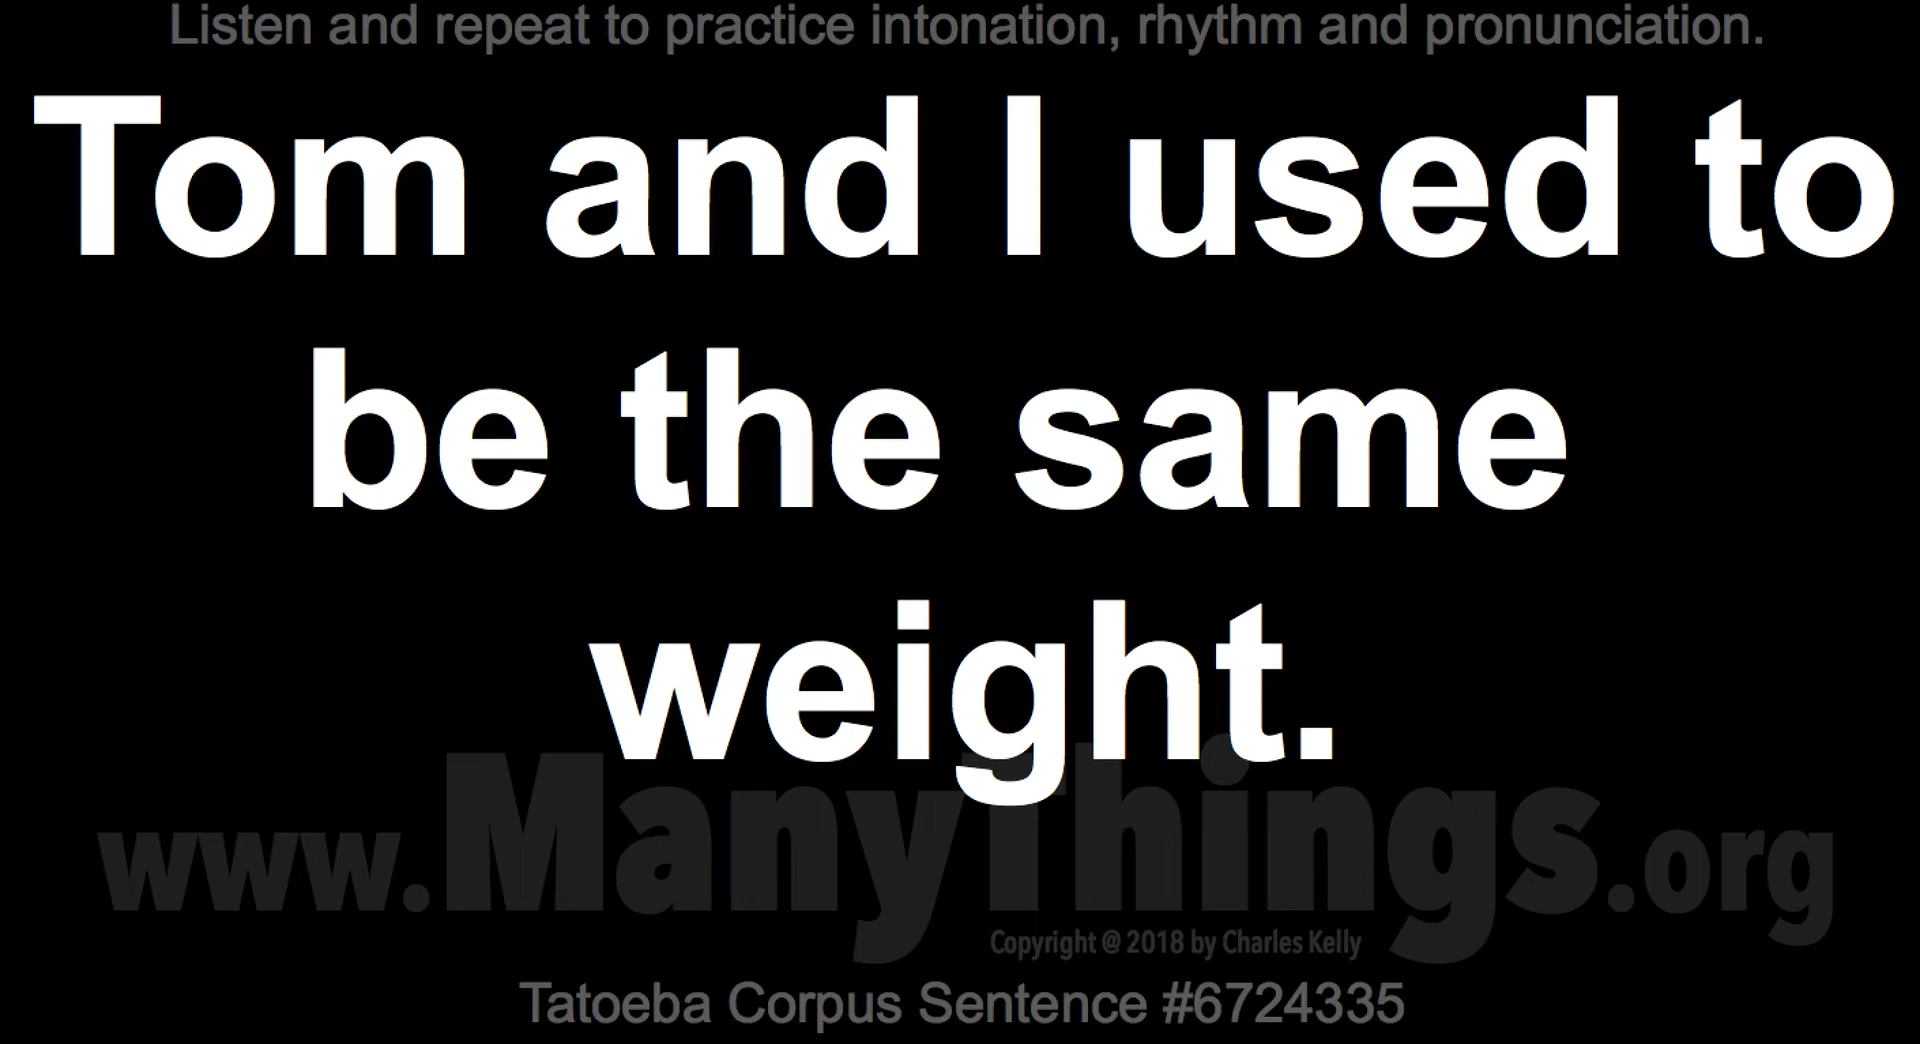 Listen and repeat to practice intonation, rhythm and pronunciation.
Tom and I used to
be the same
weight.
www.ManyThings.org
Copyright @ 2018 by Charles Kelly
Tatoeba Corpus Sentence #6724335